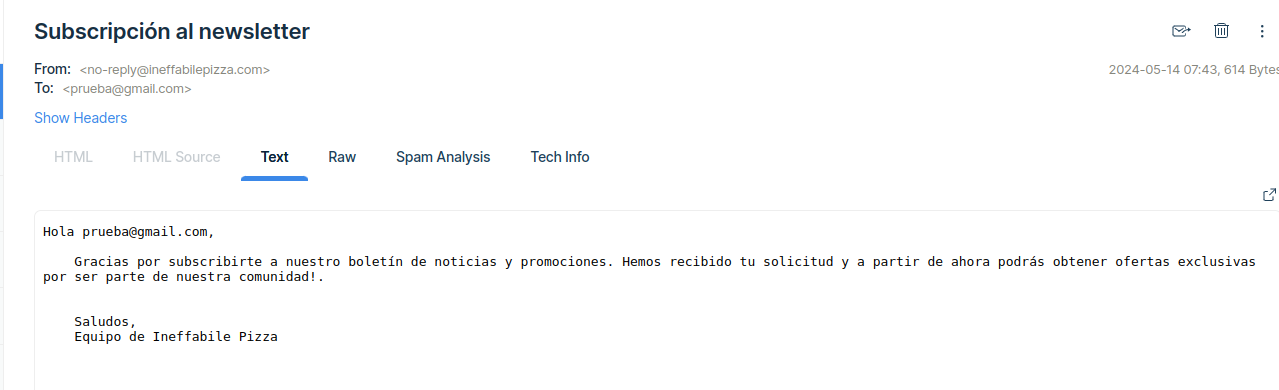 Subscripción al newsletter
From: <no-reply@ineffabilepizza.com>
2024-05-14 07:43, 614 Bytes
To: <prueba@gmail.com>
Show Headers
HTML HTML Source Text Raw Spam Analysis Tech Info
Hola prueba@gmail.com,
Gracias por subscribirte a nuestro boletín de noticias y promociones. Hemos recibido tu solicitud y a partir de ahora podrás obtener ofertas exclusivas
por ser parte de nuestra comunidad!.
Saludos,
Equipo de Ineffabile Pizza